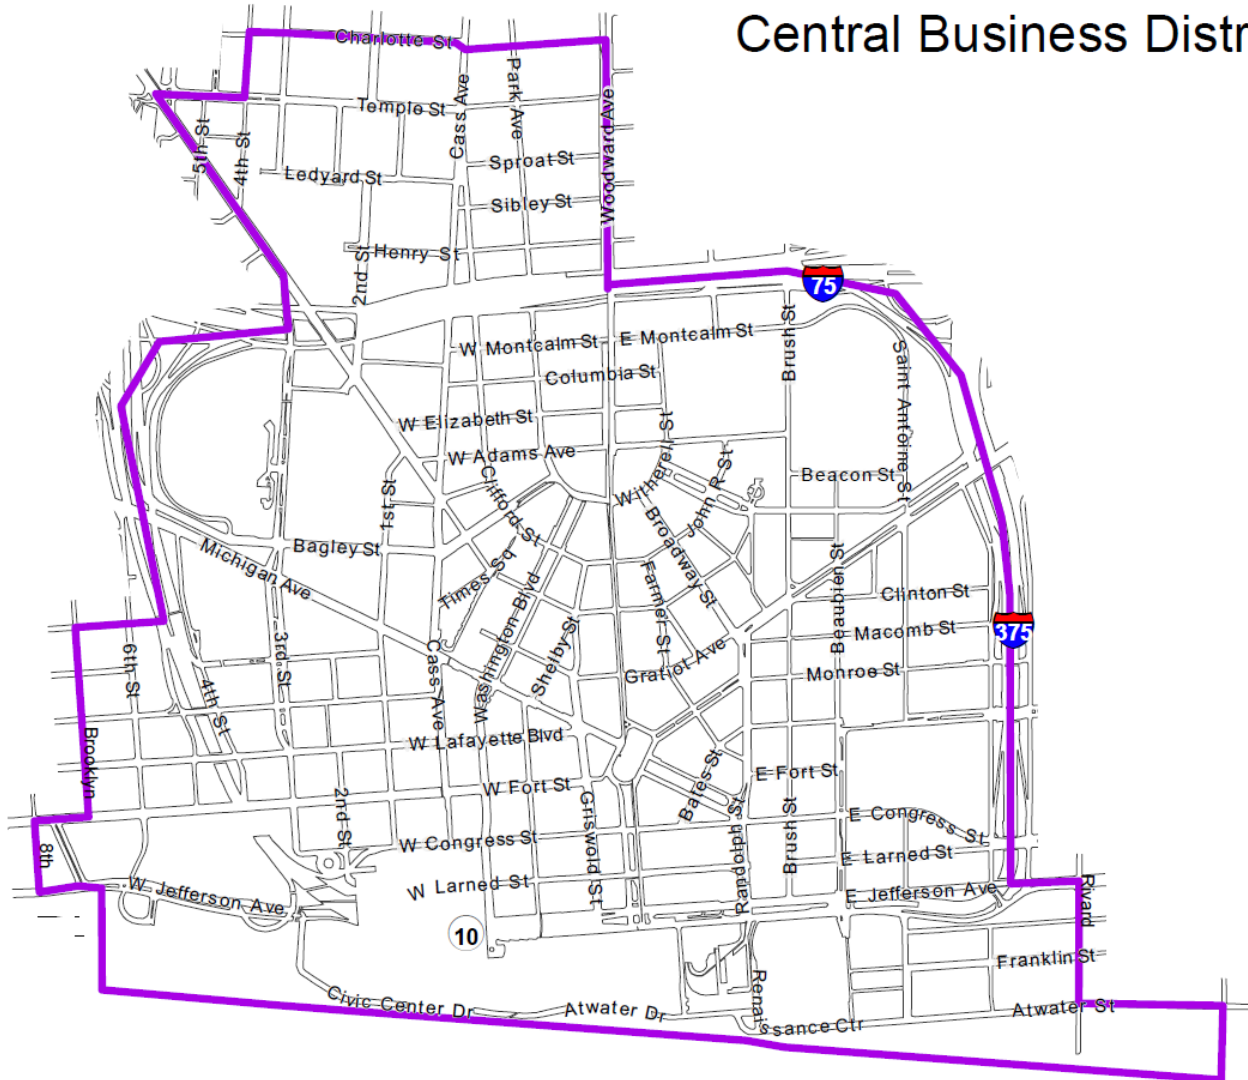 Central Business Distr
Charlotte St
Temple St
Cass Ave
Park Ave
Woodward Ave
5th St
4th St
Ledyard St
Sproat St
Sibley St
Henry St
2nd St
75
W Montcalm St
E Montcalm St
Brush St
Columbia St
Saint Antoine St
W Elizabeth St
W Adams Ave
Witherell St
John R St
Beacon St
Clifford St
1st St
Broadway St
Bagley St
Michigan Ave
Times Sq
Washington Blvd
Farmer St
Beaubien St
Clinton St
375
Macomb St
Shelby St
Gratiot Ave
Monroe St
6th St
3rd St
4th St
Cass Ave
Brooklyn
W Lafayette Blvd
W Fort St
Bates St
E Fort St
2nd St
Griswold St
Randolph St
Brush St
E Congress St
W Congress St
8th
E Larned St
W Larned St
W Jefferson Ave
E Jefferson Ave
Rivard
10
Franklin St
Civic Center Dr
Atwater Dr
Renaissance Ctr
Atwater St